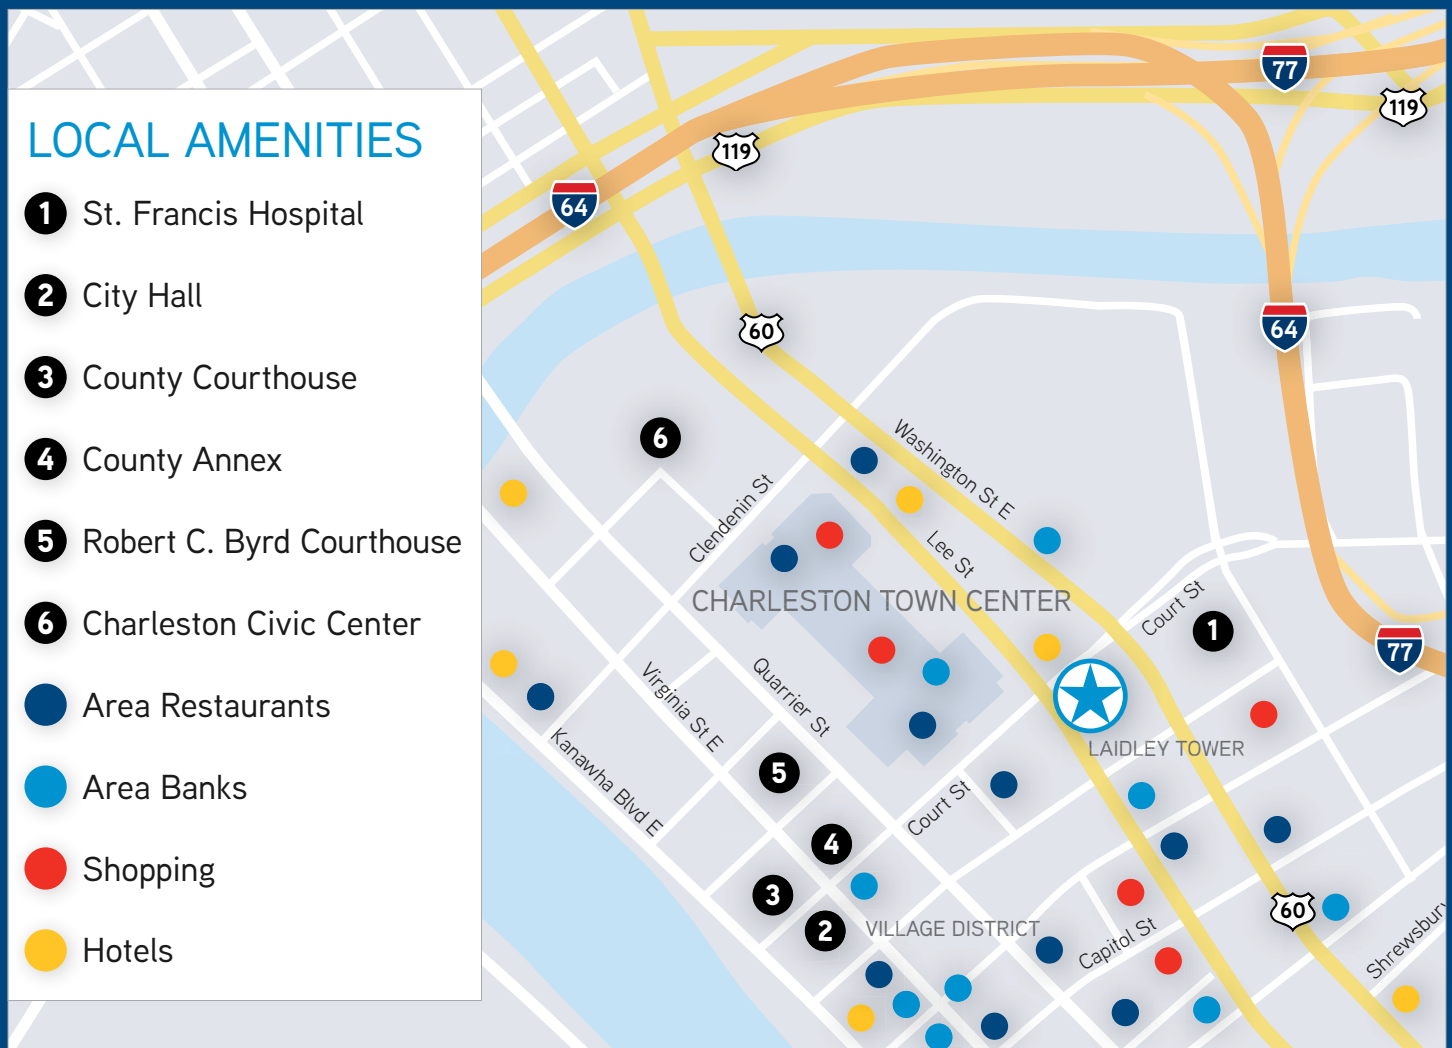 LOCAL AMENITIES
1 St. Francis Hospital
2 City Hall
3 County Courthouse
4 County Annex
5 Robert C. Byrd Courthouse
6 Charleston Civic Center
Area Restaurants
Area Banks
Shopping
Hotels
77
119
119
64
60
64
6
Washington St E
Clendenin St
Lee St
CHARLESTON TOWN CENTER
Court St
1
77
Virginia St E
Quarrier St
LAIDLEY TOWER
Kanawha Blvd E
5
Court St
4
3
2
VILLAGE DISTRICT
60
Capitol St
Shrewsbury